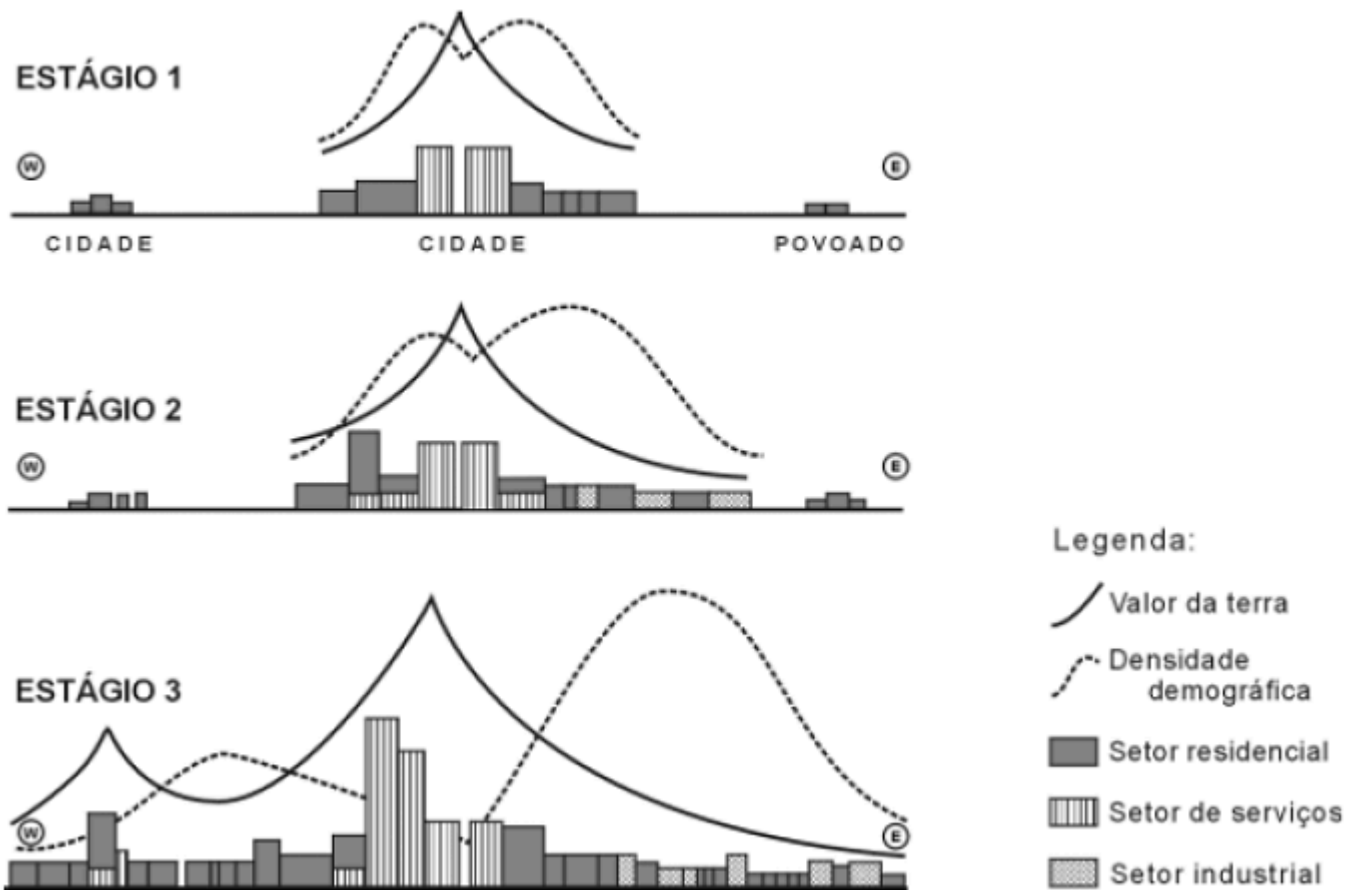 ESTÁGIO 1
W
E
CIDADE
CIDADE
POVOADO
ESTÁGIO 2
W
E
ESTÁGIO 3
W
E
Legenda:
Valor da terra
Densidade
demográfica
Setor residencial
Setor de serviços
Setor industrial